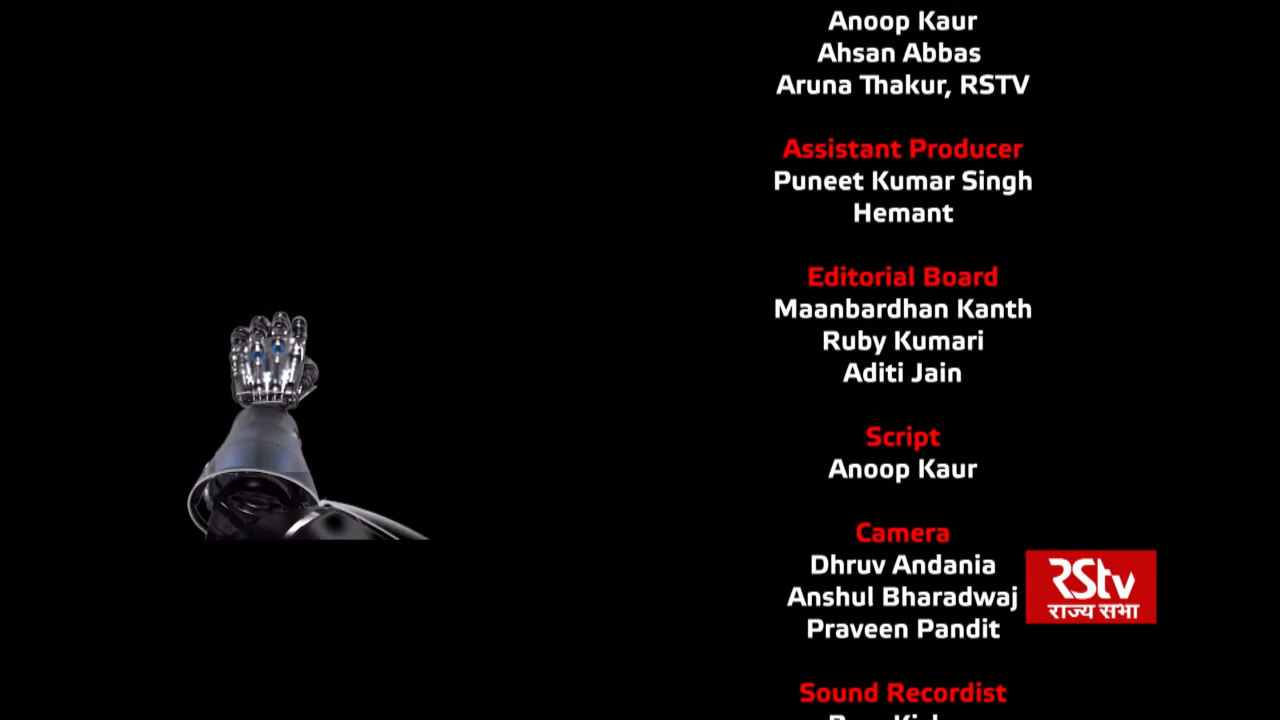 Anoop Kaur
Ahsan Abbas
Aruna Thakur, RSTV
Assistant Producer
Puneet Kumar Singh
Hemant
Editorial Board
Maanbardhan Kanth
Ruby Kumari
Aditi Jain
Script
Anoop Kaur
Camera
Dhruv Andania
Anshul Bharadwaj
Praveen Pandit
RStv
राज्य सभा
Sound Recordist